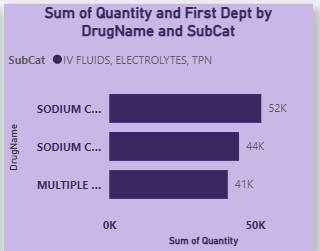 Sum of Quantity and First Dept by
DrugName and SubCat
SubCat IV FLUIDS, ELECTROLYTES, TPN
DrugName
SODIUM C... 52K
SODIUM C... 44K
MULTIPLE ... 41K
0K 50K
Sum of Quantity